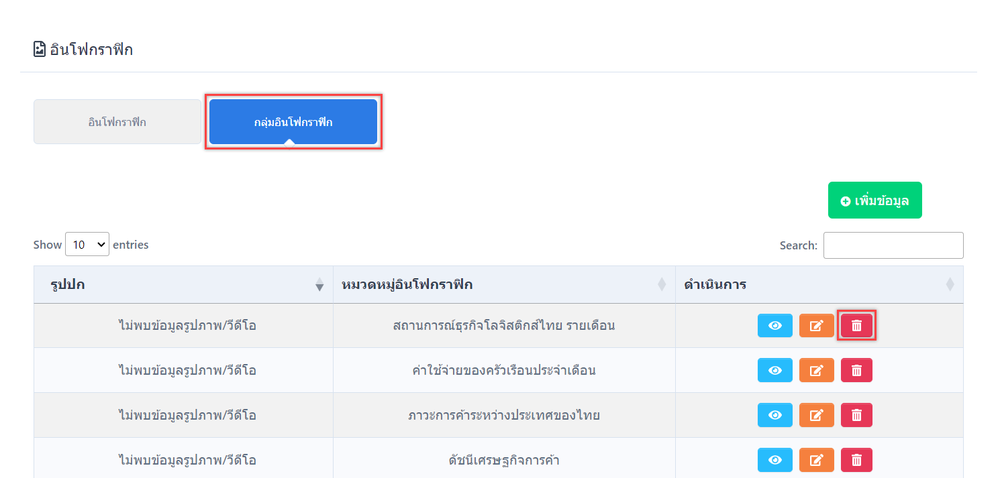 อินโฟกราฟิก
อินโฟกราฟิก กลุ่มอินโฟกราฟิก
เพิ่มข้อมูล
Show 10 entries Search:
รูปปก หมวดหมู่อินโฟกราฟิก ดำเนินการ
ไม่พบข้อมูลรูปภาพ/วีดีโอ สถานการณ์ธุรกิจโลจิสติกส์ไทย รายเดือน
ไม่พบข้อมูลรูปภาพ/วีดีโอ ค่าใช้จ่ายของครัวเรือนประจำเดือน
ไม่พบข้อมูลรูปภาพ/วีดีโอ ภาวะการค้าระหว่างประเทศของไทย
ไม่พบข้อมูลรูปภาพ/วีดีโอ ดัชนีเศรษฐกิจการค้า